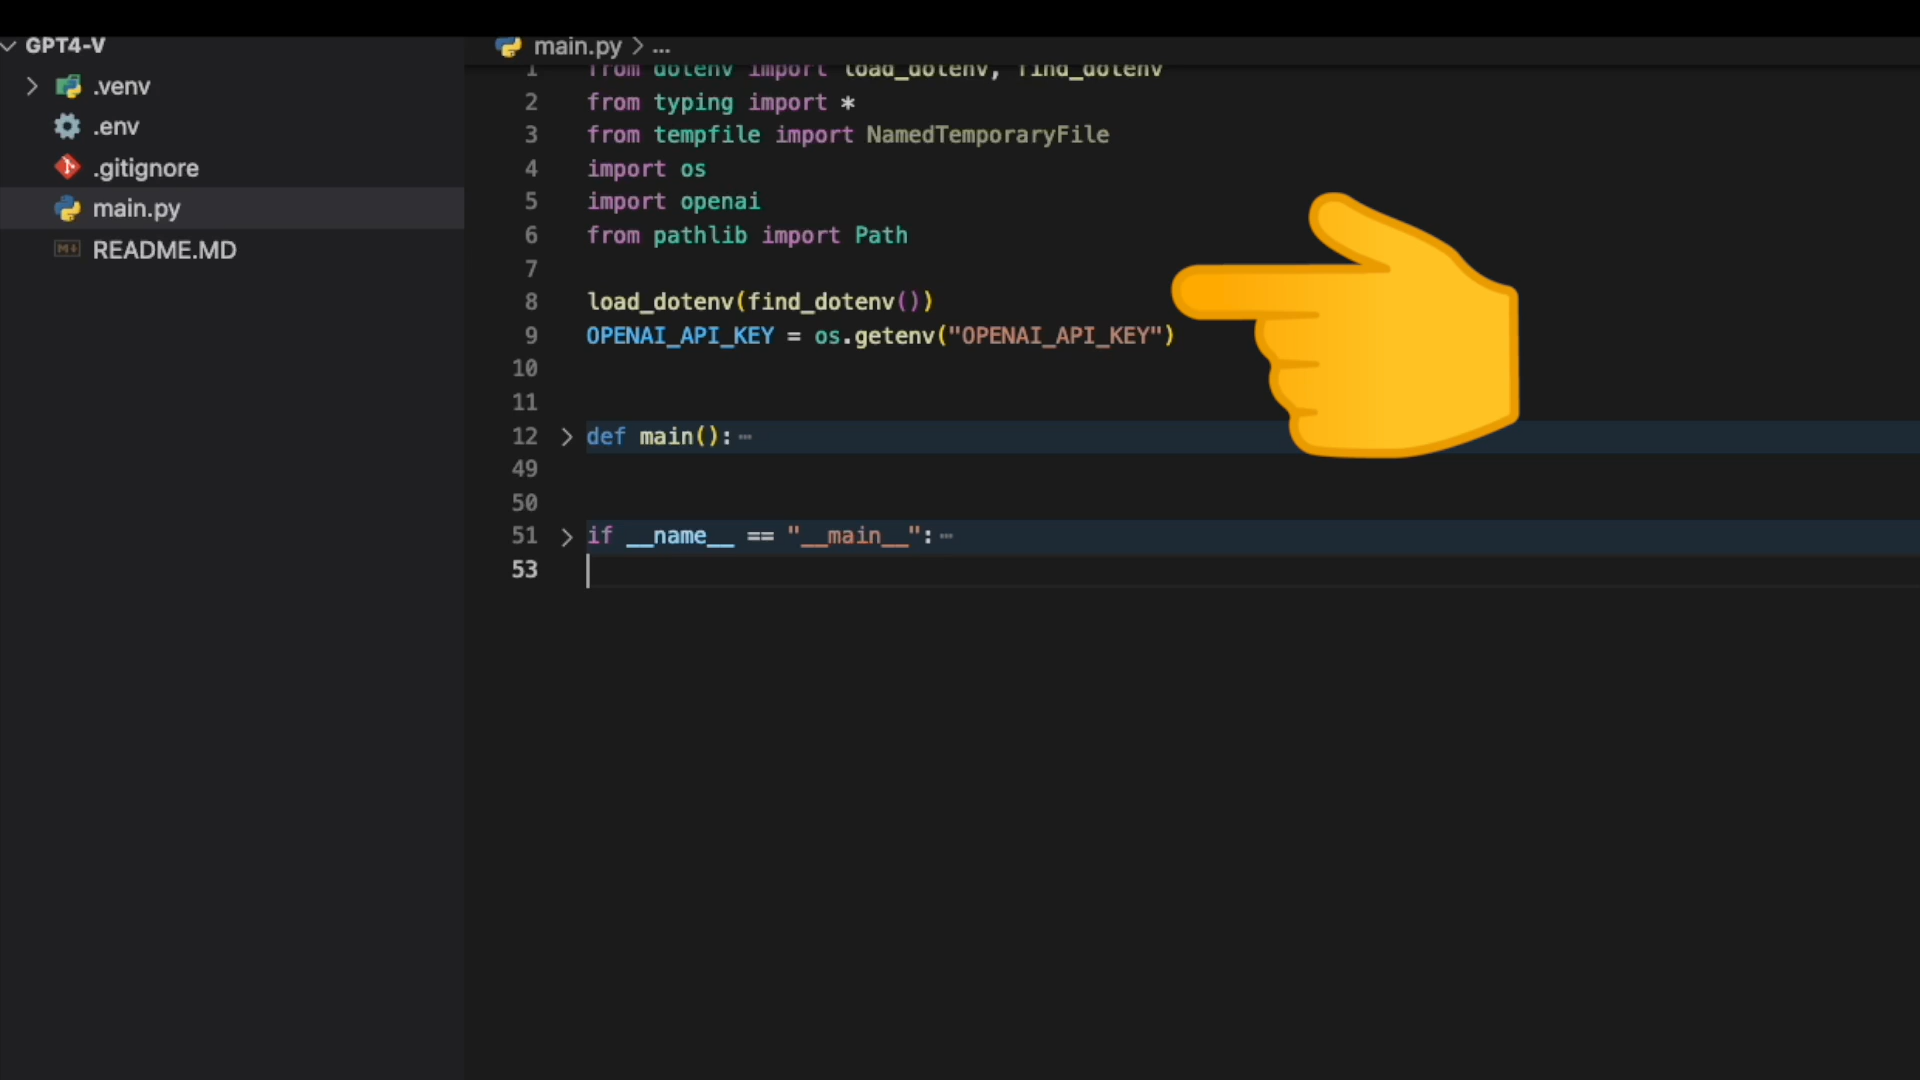 GPT4-V
.venv
.env
.gitignore
main.py
README.MD
main.py > ...
1 from dotenv import load_dotenv, find_dotenv
2 from typing import *
3 from tempfile import NamedTemporaryFile
4 import os
5 import openai
6 from pathlib import Path
7
8 load_dotenv(find_dotenv())
9 OPENAI_API_KEY = os.getenv("OPENAI_API_KEY")
10
11
12 def main():
49
50
51 if __name__ == "__main__":
53